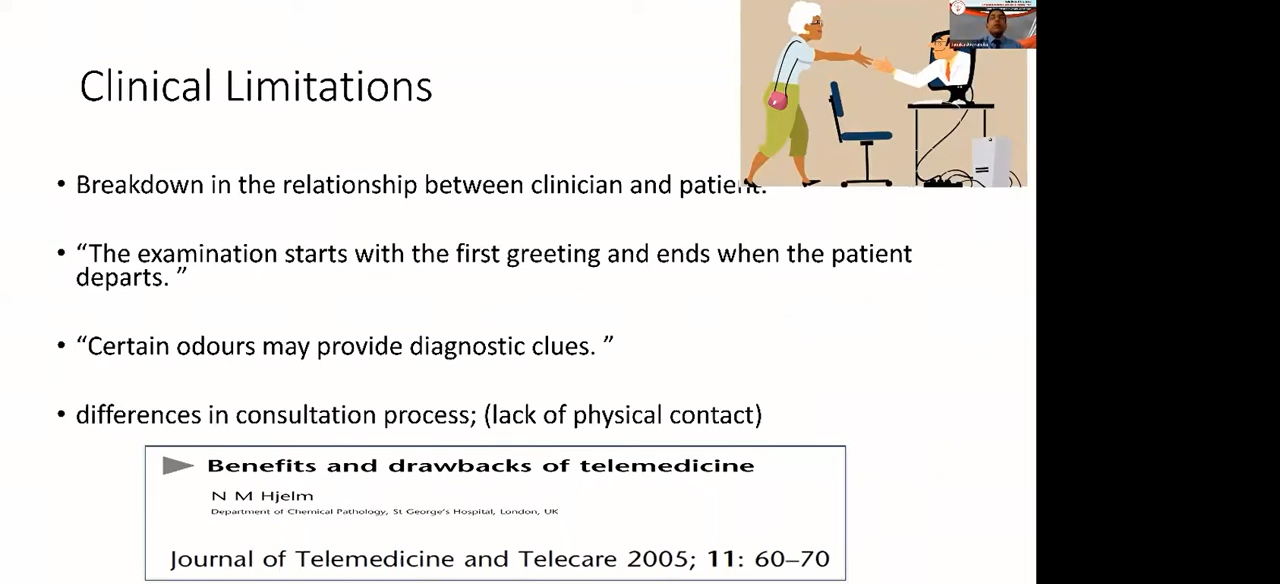 Clinical Limitations
• Breakdown in the relationship between clinician and patient.
• “The examination starts with the first greeting and ends when the patient
departs. ”
• “Certain odours may provide diagnostic clues. ”
• differences in consultation process; (lack of physical contact)
Benefits and drawbacks of telemedicine
N M Hjelm
Department of Chemical Pathology, St George's Hospital, London, UK
Journal of Telemedicine and Telecare 2005; 11: 60–70